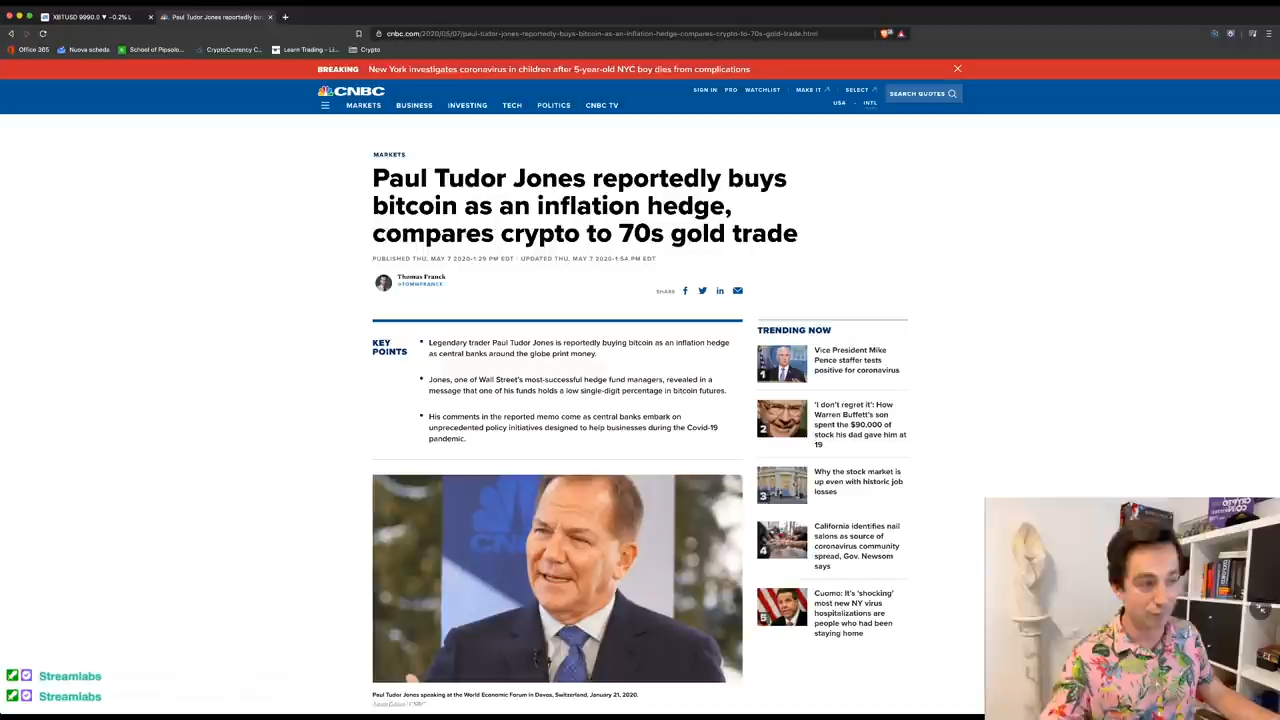 XBTUSD 9990.0 ▼ -0.2% L
Paul Tudor Jones reportedly bu
cnbc.com/2020/05/07/paul-tudor-jones-reportedly-buys-bitcoin-as-an-inflation-hedge-compares-crypto-to-70s-gold-trade.html
Office 365 Nuova scheda School of Pipsolo... CryptoCurrency C... Learn Trading - Li... Crypto
BREAKING New York investigates coronavirus in children after 5-year-old NYC boy dies from complications
CNBC
SIGN IN PRO WATCHLIST MAKE IT SELECT
SEARCH QUOTES
USA - INTL
MARKETS BUSINESS INVESTING TECH POLITICS CNBC TV
MARKETS
Paul Tudor Jones reportedly buys
bitcoin as an inflation hedge,
compares crypto to 70s gold trade
PUBLISHED THU, MAY 7 2020-1:29 PM EDT UPDATED THU, MAY 7 2020-1:54 PM EDT
Thomas Franck
@TOMWFRANCK
SHARE
KEY
POINTS
Legendary trader Paul Tudor Jones is reportedly buying bitcoin as an inflation hedge
as central banks around the globe print money.
Jones, one of Wall Street's most-successful hedge fund managers, revealed in a
message that one of his funds holds a low single-digit percentage in bitcoin futures.
His comments in the reported memo come as central banks embark on
unprecedented policy initiatives designed to help businesses during the Covid-19
pandemic.
Paul Tudor Jones speaking at the World Economic Forum in Davos, Switzerland, January 21, 2020.
Adam Galica | CNBC
TRENDING NOW
1
Vice President Mike
Pence staffer tests
positive for coronavirus
2
'I don't regret it': How
Warren Buffett's son
spent the $90,000 of
stock his dad gave him at
19
3
Why the stock market is
up even with historic job
losses
4
California identifies nail
salons as source of
coronavirus community
spread, Gov. Newsom
says
5
Cuomo: It's 'shocking'
most new NY virus
hospitalizations are
people who had been
staying home
Streamlabs
Streamlabs